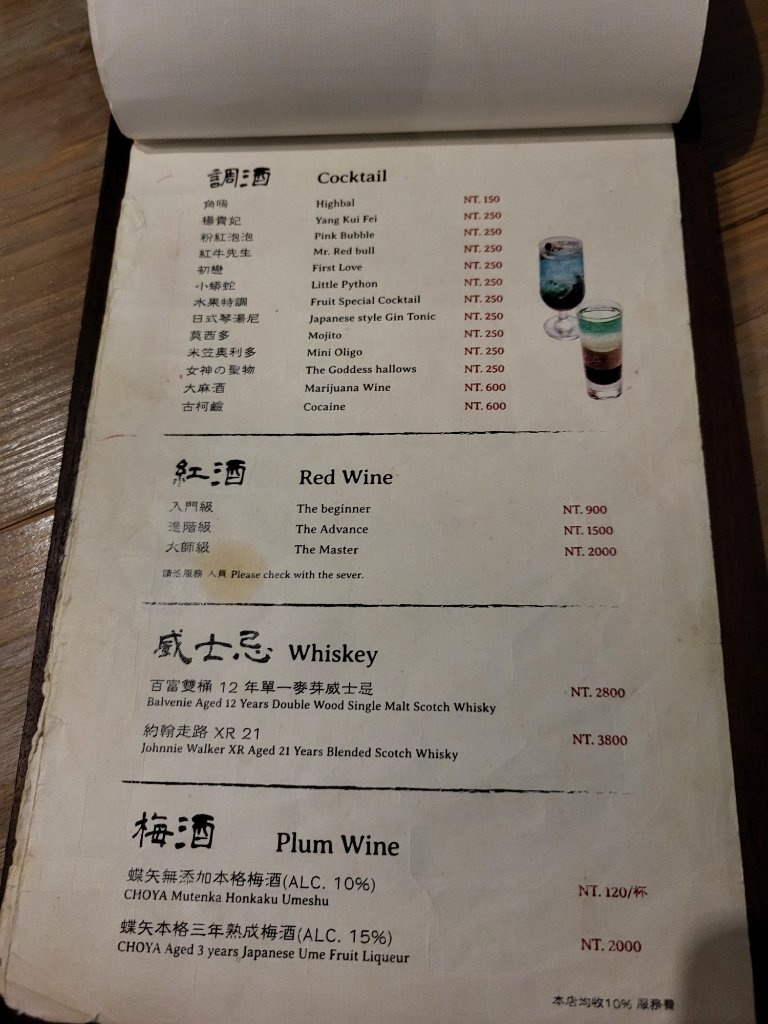 調酒 Cocktail
角嗨 Highbal NT. 150
楊貴妃 Yang Kui Fei NT. 250
粉紅泡泡 Pink Bubble NT. 250
紅牛先生 Mr. Red bull NT. 250
初戀 First Love NT. 250
小蟒蛇 Little Python NT. 250
水果特調 Fruit Special Cocktail NT. 250
日式琴湯尼 Japanese style Gin Tonic NT. 250
莫西多 Mojito NT. 250
米笠奧利多 Mini Oligo NT. 250
女神の聖物 The Goddess hallows NT. 250
大麻酒 Marijuana Wine NT. 600
古柯鹼 Cocaine NT. 600
紅酒 Red Wine
入門級 The beginner NT. 900
進階級 The Advance NT. 1500
大師級 The Master NT. 2000
請洽服務 人員 Please check with the sever.
威士忌 Whiskey
百富雙桶 12 年單一麥芽威士忌 NT. 2800
Balvenie Aged 12 Years Double Wood Single Malt Scotch Whisky
約翰走路 XR 21 NT. 3800
Johnnie Walker XR Aged 21 Years Blended Scotch Whisky
梅酒 Plum Wine
蝶矢無添加本格梅酒(ALC. 10%) NT. 120/杯
CHOYA Mutenka Honkaku Umeshu
蝶矢本格三年熟成梅酒(ALC. 15%) NT. 2000
CHOYA Aged 3 years Japanese Ume Fruit Liqueur
本店均收10% 服務費